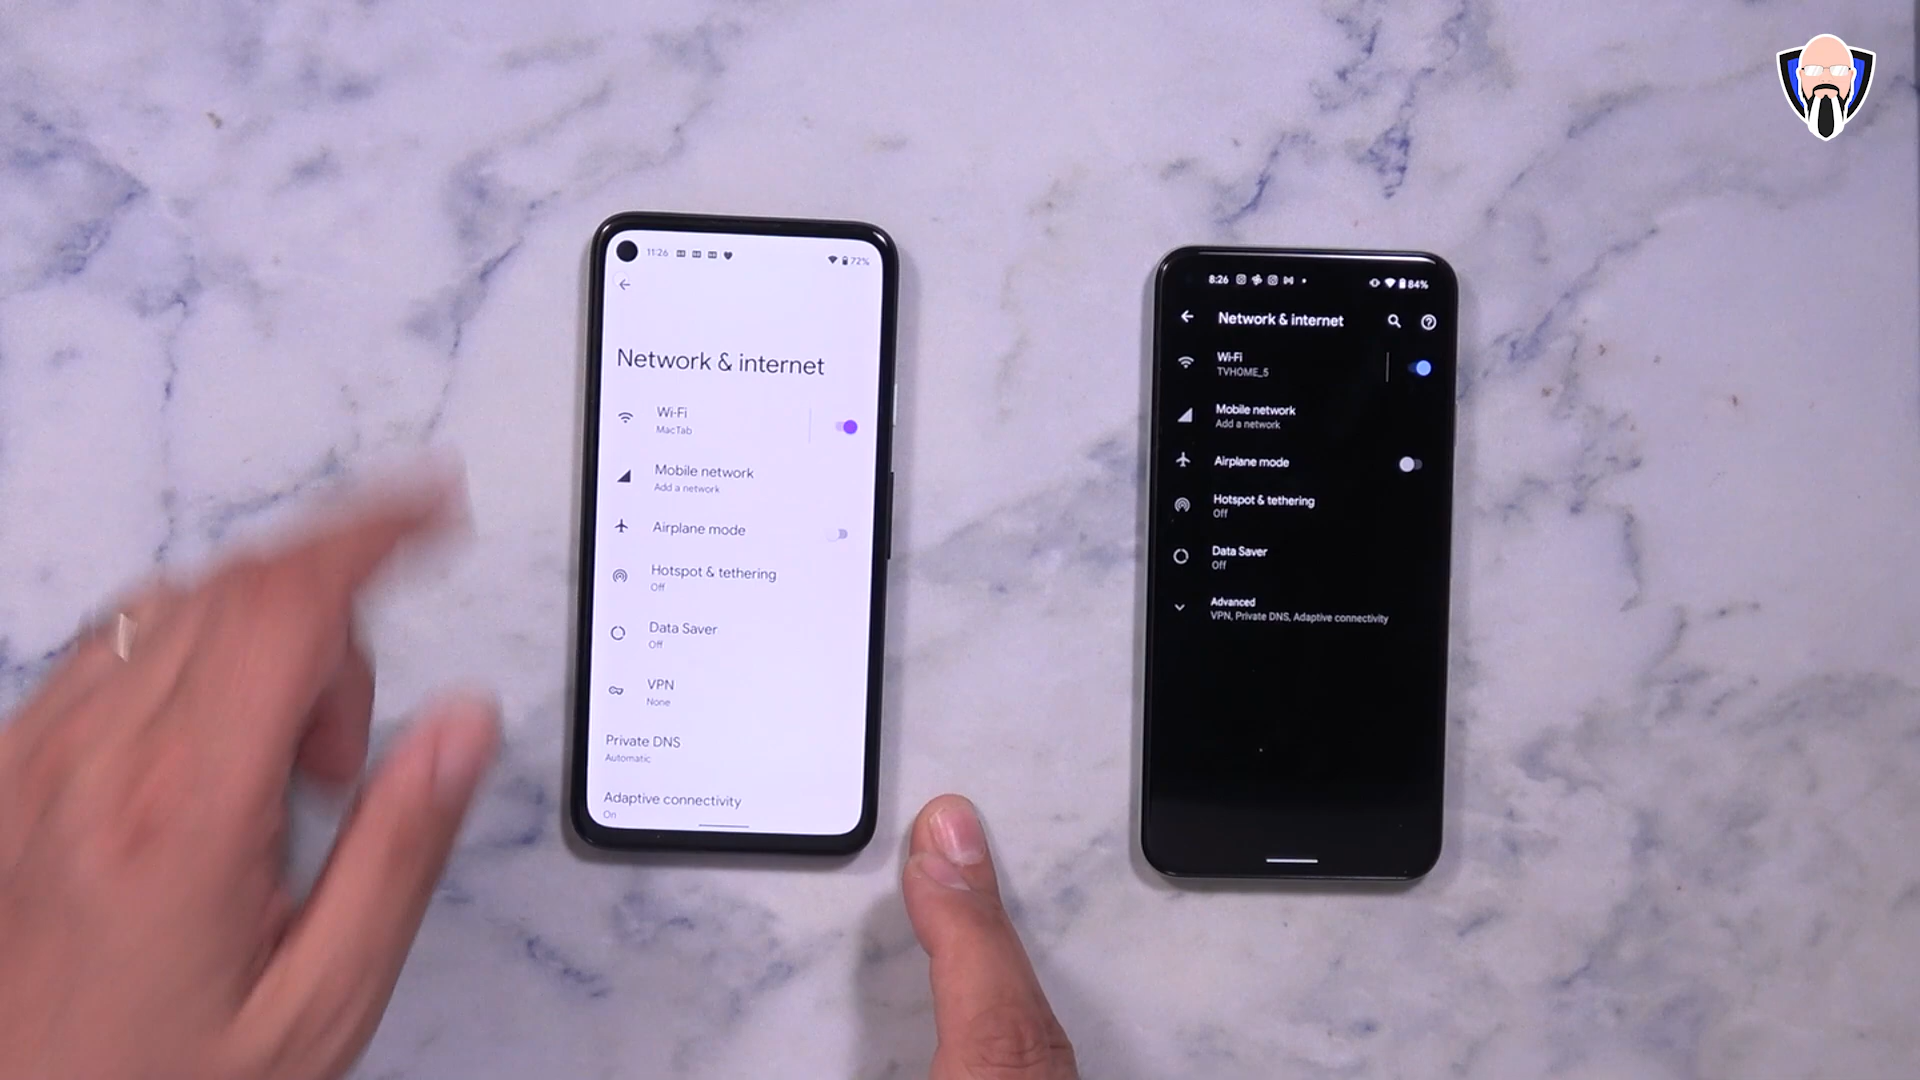 11:26
72%
Network & internet
Wi-Fi
MacTab
Mobile network
Add a network
Airplane mode
Hotspot & tethering
Off
Data Saver
Off
VPN
None
Private DNS
Automatic
Adaptive connectivity
On
8:26
84%
Network & internet
Wi-Fi
TVHOME_5
Mobile network
Add a network
Airplane mode
Hotspot & tethering
Off
Data Saver
Off
Advanced
VPN, Private DNS, Adaptive connectivity